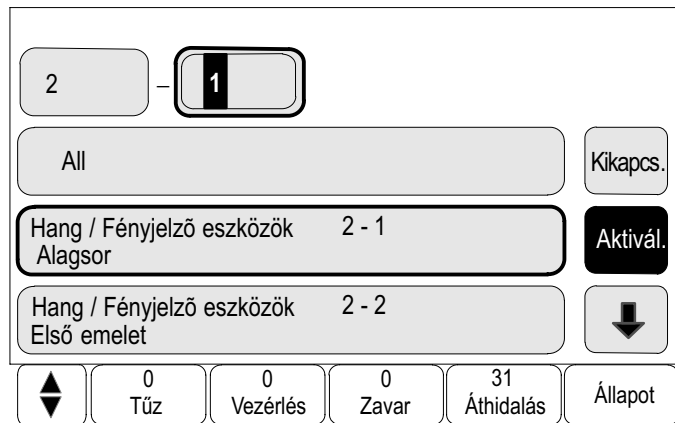 2 – 1
All
Kikapcs.
Hang / Fényjelzõ eszközök 2 - 1
Alagsor
Aktivál.
Hang / Fényjelzõ eszközök 2 - 2
Első emelet
0 0 0 31
Tűz Vezérlés Zavar Áthidalás Állapot